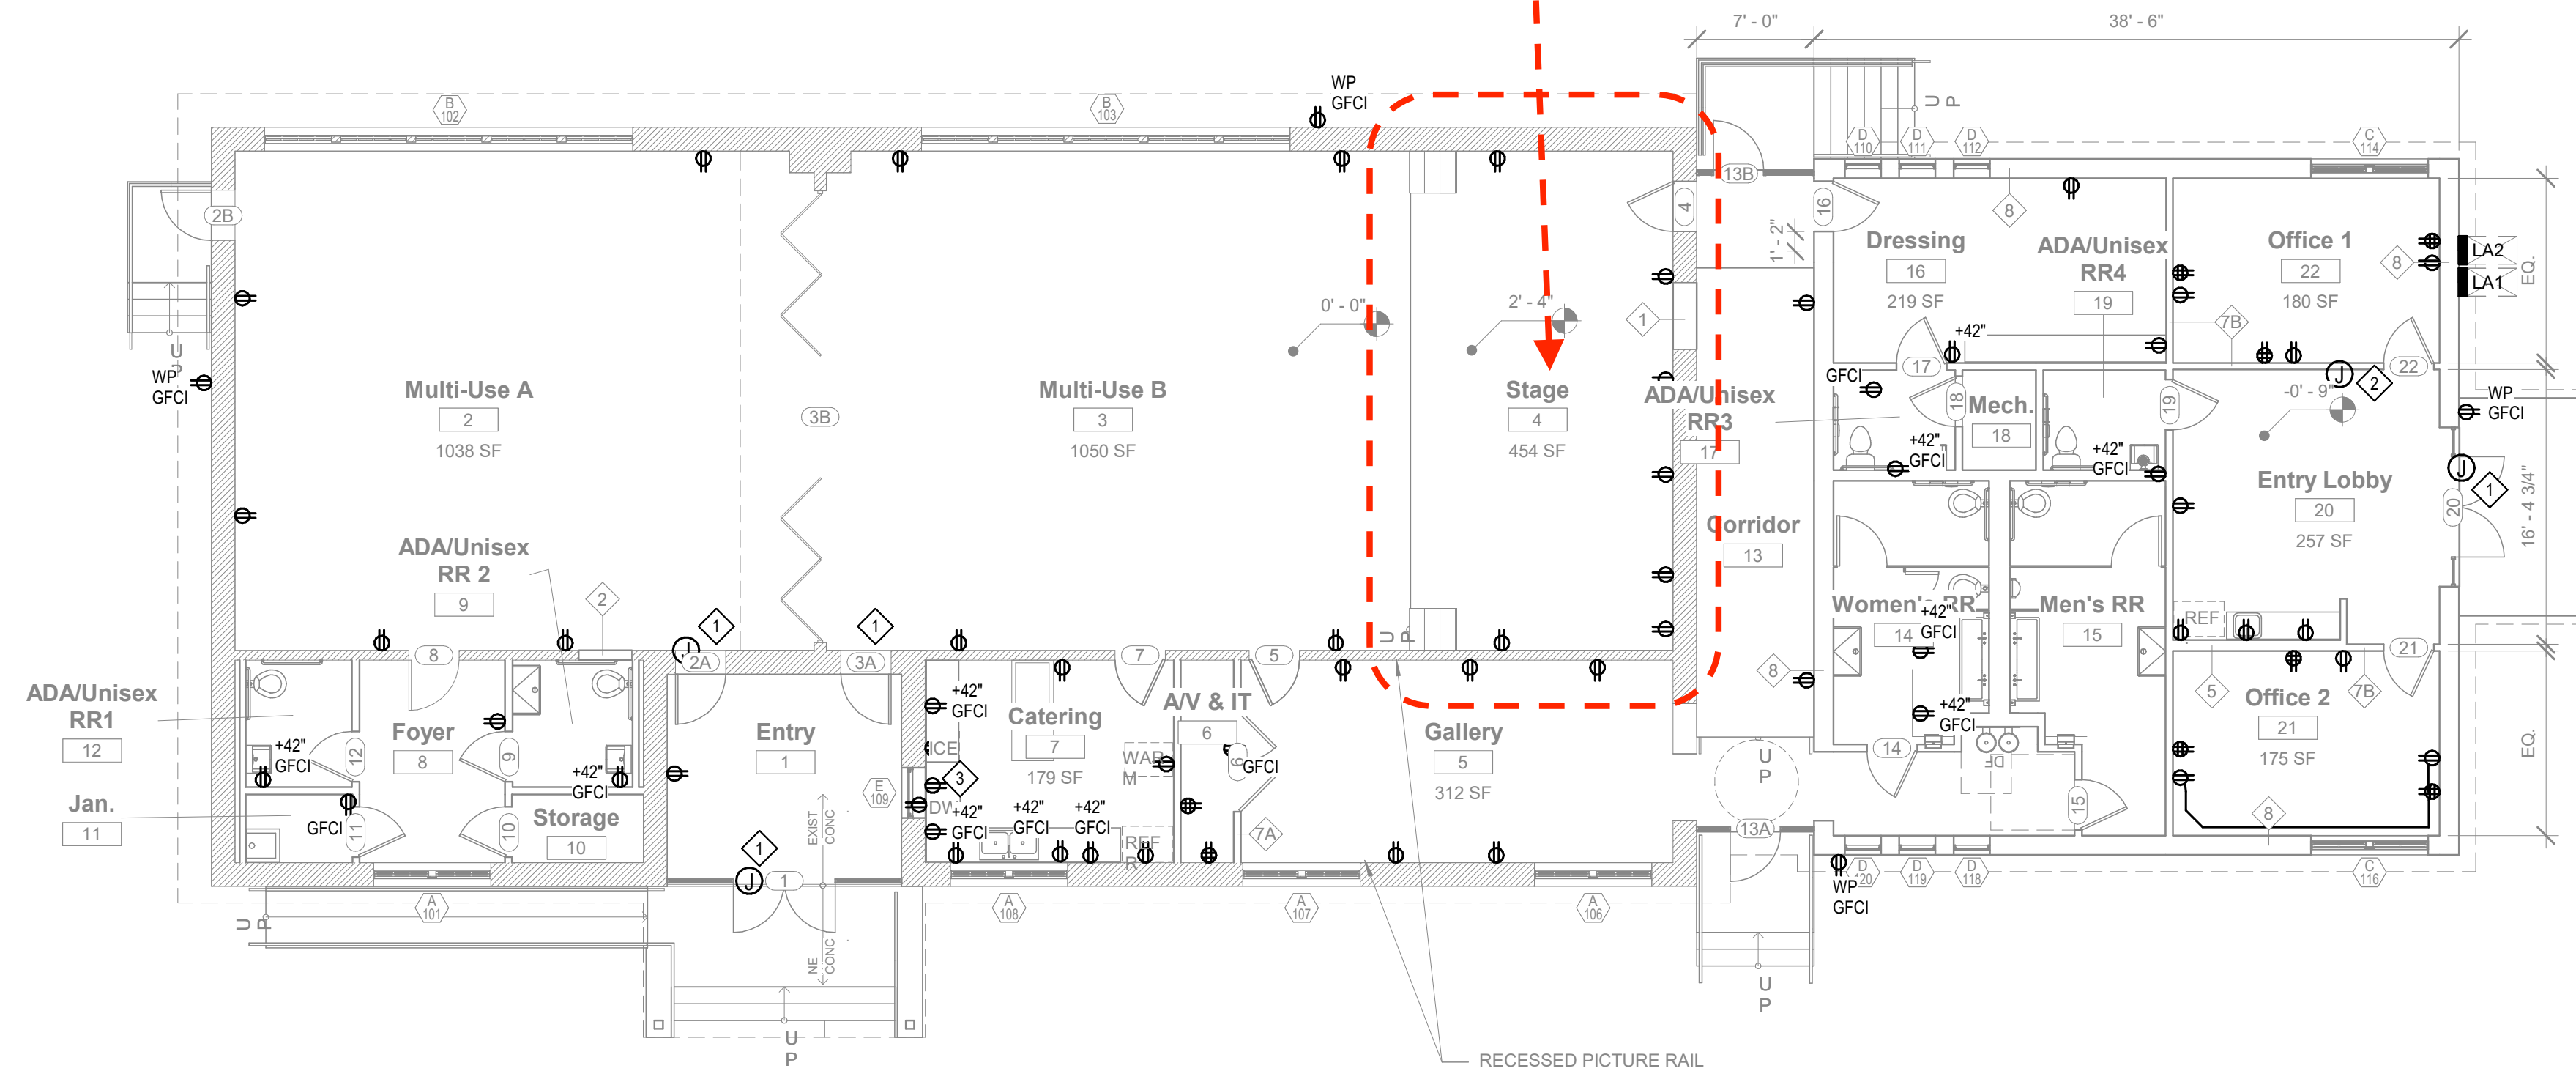 7' - 0"
38' - 6"
WP
GFCI
B
102
B
103
U
P
D
110
D
111
D
112
C
114
13B
2B
4
16
8
1' - 2"
Dressing
16
219 SF
ADA/Unisex
RR4
19
Office 1
22
180 SF
8
LA2
LA1
EQ.
0' - 0"
2' - 4"
1
7B
+42"
U
P
WP
GFCI
Multi-Use A
2
1038 SF
3B
Multi-Use B
3
1050 SF
Stage
4
454 SF
ADA/Unisex
RR3
17
GFCI
17
18
Mech.
18
19
22
J
2
-0' - 9"
WP
GFCI
+42"
GFCI
+42"
GFCI
J
1
Entry Lobby
20
257 SF
20
16' - 4 3/4"
Corridor
13
ADA/Unisex
RR 2
9
2
1
1
J
2A
3A
8
7
5
U
P
Women's RR
14
+42"
GFCI
Men's RR
15
REF
21
8
5
7B
ADA/Unisex
RR1
12
Foyer
8
12
9
+42"
GFCI
+42"
GFCI
Entry
1
+42"
GFCI
Catering
7
179 SF
ICE
3
DW
WAR
M
A/V & IT
6
6
GFCI
Gallery
5
312 SF
U
P
+42"
GFCI
14
DF
15
Office 2
21
175 SF
EQ.
8
Jan.
11
GFCI
11
10
Storage
10
E
109
EXIST
CONC
+42"
GFCI
+42"
GFCI
+42"
GFCI
REF
R
7A
13A
1
J
1
WP
GFCI
D
120
D
119
D
118
C
116
U
P
A
101
A
108
A
107
A
106
NE
CONC
U
P
U
P
RECESSED PICTURE RAIL